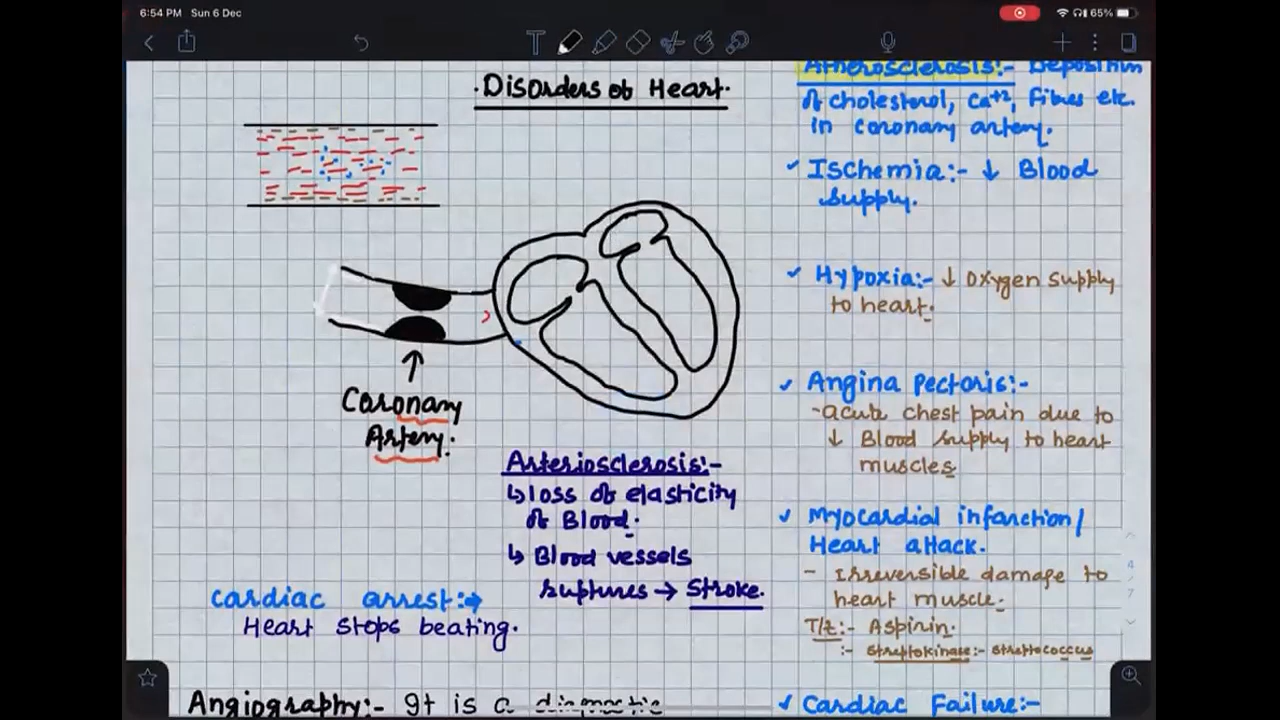 6:54 PM Sun 6 Dec
65%
Disorders of Heart.
Atherosclerosis:- Deposition
of cholesterol, Ca+2, Fibres etc.
in coronary artery.
✓ Ischemia:- ↓ Blood
supply.
✓ Hypoxia:- ↓ oxygen supply
to heart.
✓ Angina Pectoris:-
-acute chest pain due to
↓ Blood supply to heart
muscles
✓ Myocardial infarction/
Heart attack.
- Irreversible damage to
heart muscle.
T/z:- Aspirin.
:- Streptokinase:- Streptococcus
✓ Cardiac Failure:-
Coronary
Artery.
Arteriosclerosis:-
↳ loss of elasticity
of Blood.
↳ Blood vessels
ruptures → Stroke.
cardiac arrest:→
Heart stops beating.
Angiography:- It is a diagnostic